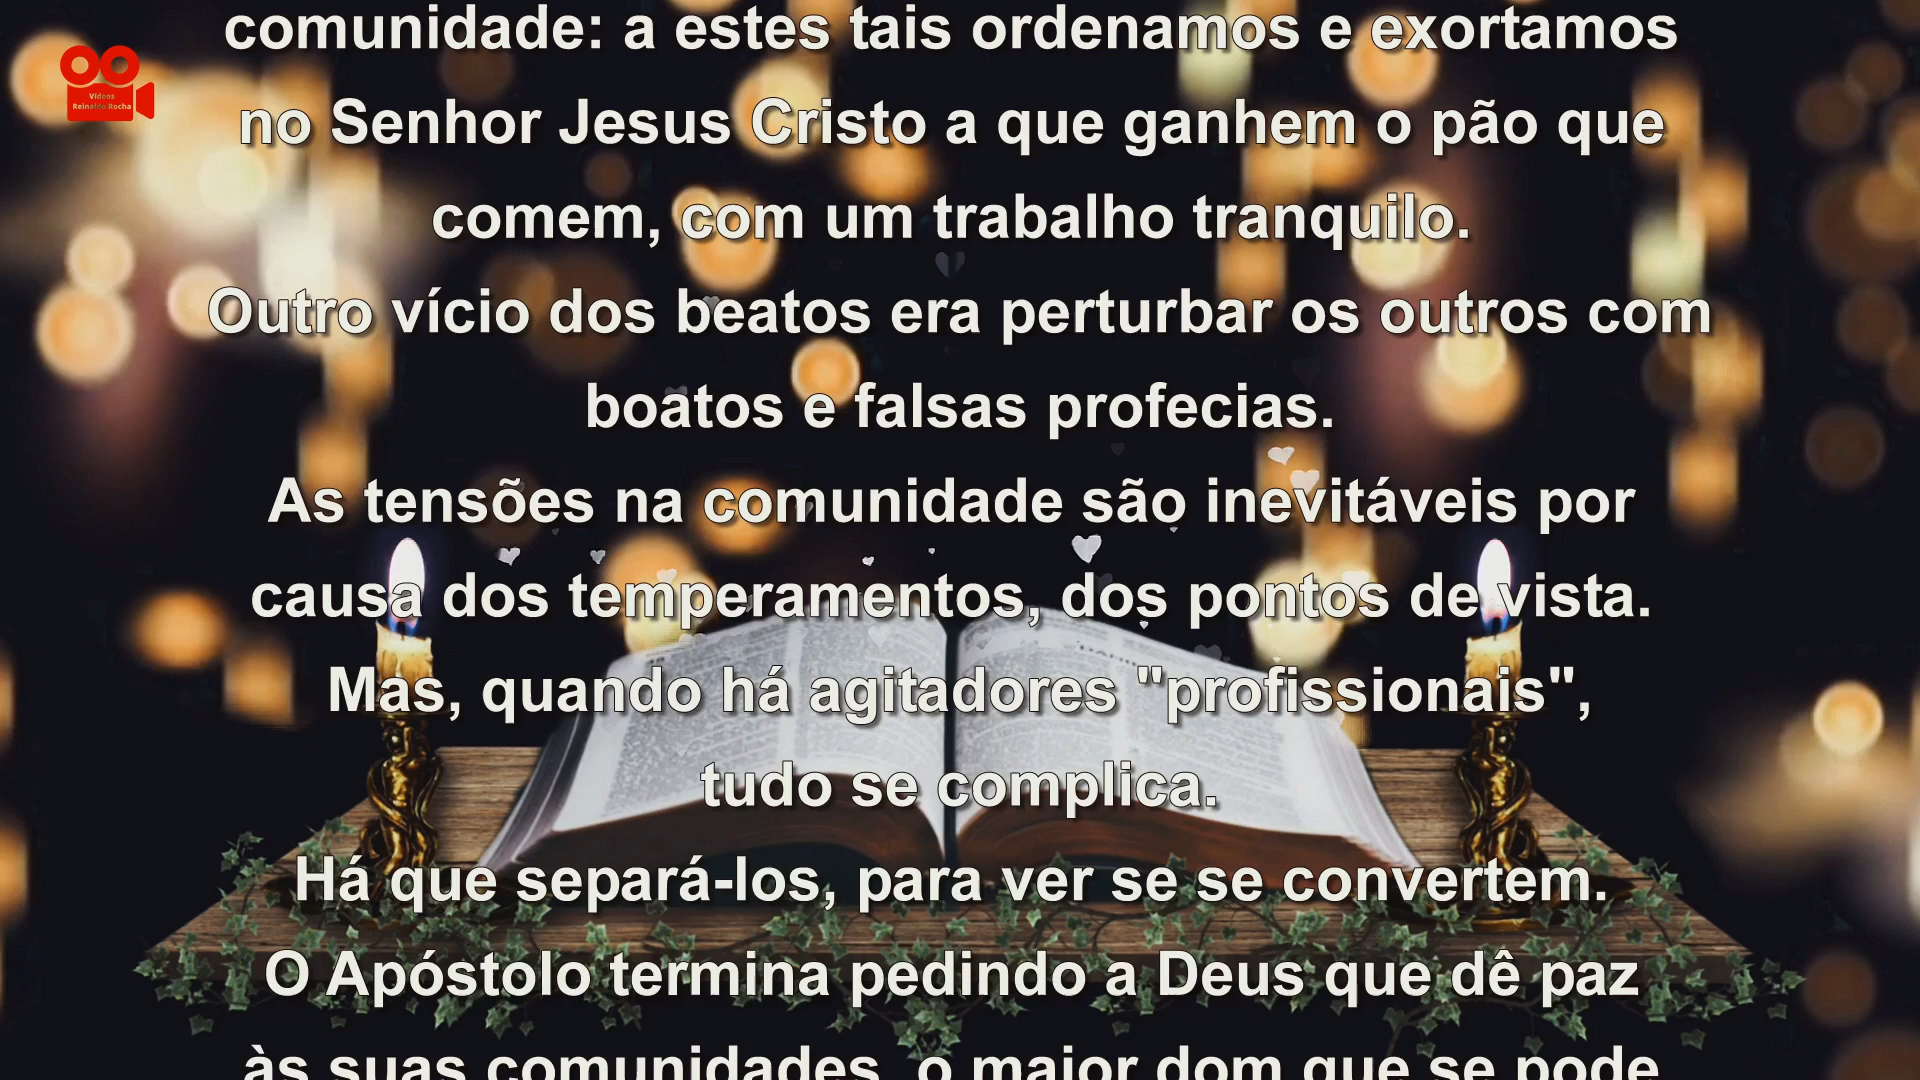 comunidade: a estes tais ordenamos e exortamos
Vídeos
Reinaldo Rocha
no Senhor Jesus Cristo a que ganhem o pão que
comem, com um trabalho tranquilo.
Outro vício dos beatos era perturbar os outros com
boatos e falsas profecias.
As tensões na comunidade são inevitáveis por
causa dos temperamentos, dos pontos de vista.
Mas, quando há agitadores "profissionais",
tudo se complica.
Há que separá-los, para ver se se convertem.
O Apóstolo termina pedindo a Deus que dê paz
às suas comunidades, o maior dom que se pode